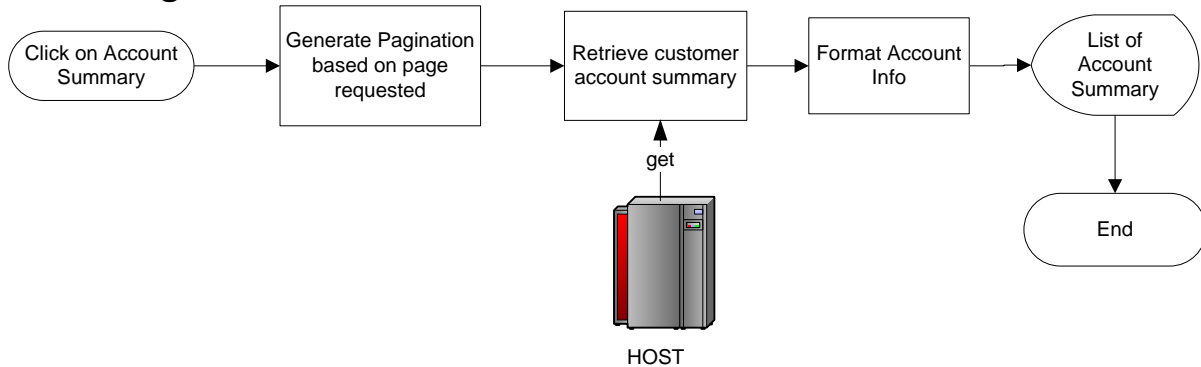 Click on Account
Summary
Generate Pagination
based on page
requested
Retrieve customer
account summary
Format Account
Info
List of
Account
Summary
get
End
HOST